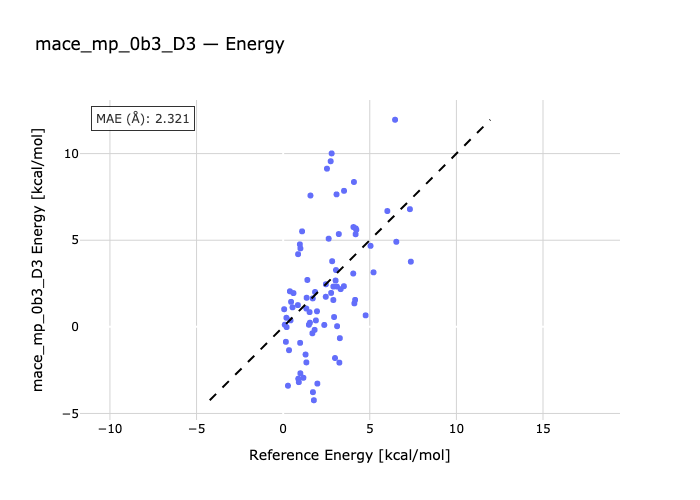 mace_mp_0b3_D3 — Energy
MAE (Å): 2.321
mace_mp_0b3_D3 Energy [kcal/mol]
10
5
0
−5
−10
−5
0
5
10
15
Reference Energy [kcal/mol]